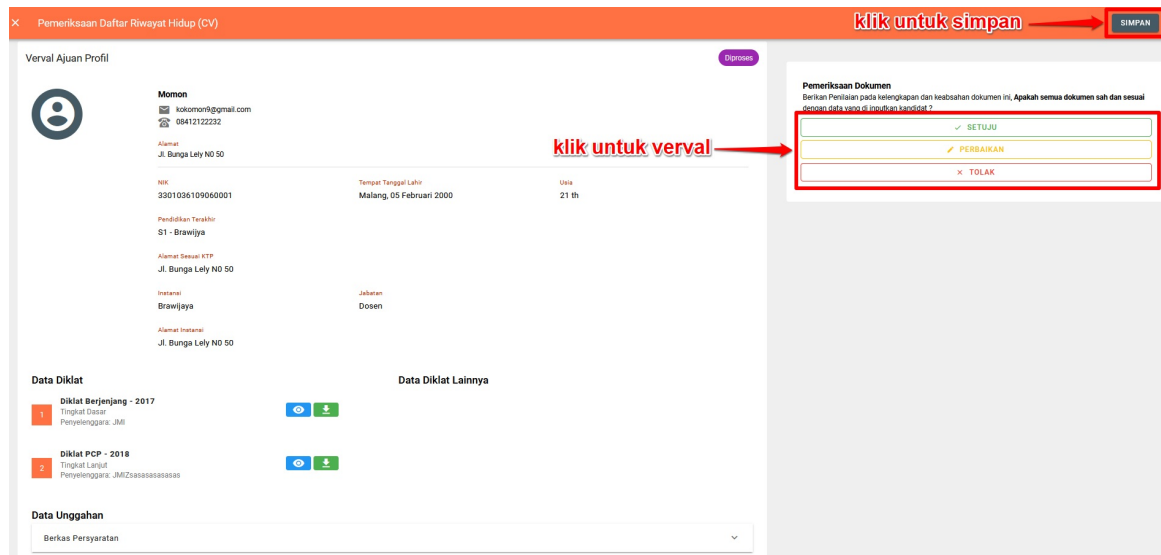 × Pemeriksaan Daftar Riwayat Hidup (CV)
klik untuk simpan
SIMPAN
Verval Ajuan Profil
Diproses
Momon
kokomon9@gmail.com
08412122232
Alamat
Jl. Bunga Lely N0 50
NIK Tempat Tanggal Lahir Usia
3301036109060001 Malang, 05 Februari 2000 21 th
Pendidikan Terakhir
S1 - Brawijya
Alamat Sesuai KTP
Jl. Bunga Lely N0 50
Instansi Jabatan
Brawijaya Dosen
Alamat Instansi
Jl. Bunga Lely N0 50
Data Diklat
1
Diklat Berjenjang - 2017
Tingkat Dasar
Penyelenggara: JMI
2
Diklat PCP - 2018
Tingkat Lanjut
Penyelenggara: JMIZsasasasasasas
Data Diklat Lainnya
Data Unggahan
Berkas Persyaratan
Pemeriksaan Dokumen
Berikan Penilaian pada kelengkapan dan keabsahan dokumen ini, Apakah semua dokumen sah dan sesuai
dengan data yang di inputkan kandidat ?
klik untuk verval
SETUJU
PERBAIKAN
× TOLAK